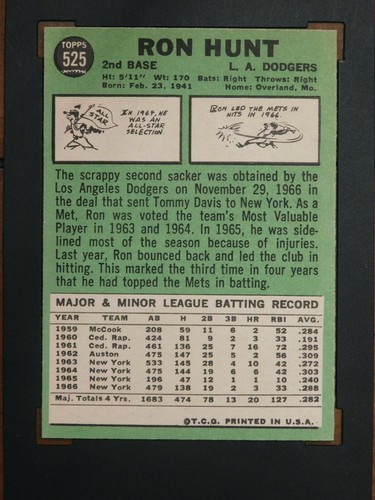 TOPPS
525
RON HUNT
2nd BASE L. A. DODGERS
Ht: 5'11" Wt: 170 Bats: Right Throws: Right
Born: Feb. 23, 1941 Home: Overland, Mo.
ALL STAR
IN 1964, HE WAS AN ALL-STAR SELECTION
RON LED THE METS IN HITS IN 1966.
The scrappy second sacker was obtained by the
Los Angeles Dodgers on November 29, 1966 in
the deal that sent Tommy Davis to New York. As a
Met, Ron was voted the team's Most Valuable
Player in 1963 and 1964. In 1965, he was side-
lined most of the season because of injuries.
Last year, Ron bounced back and led the club in
hitting. This marked the third time in four years
that he had topped the Mets in batting.
MAJOR & MINOR LEAGUE BATTING RECORD
YEAR TEAM AB H 2B 3B HR RBI AVG.
1959 McCook 208 59 11 6 2 52 .284
1960 Ced. Rap. 424 81 9 2 3 33 .191
1961 Ced. Rap. 461 136 25 7 16 72 .295
1962 Austin 475 147 25 5 2 56 .309
1963 New York 533 145 28 4 10 42 .272
1964 New York 475 144 19 6 6 42 .303
1965 New York 196 47 12 1 1 10 .240
1966 New York 479 138 19 2 3 33 .288
Maj. Totals 4 Yrs. 1683 474 78 13 20 127 .282
©T.C.G. PRINTED IN U.S.A.